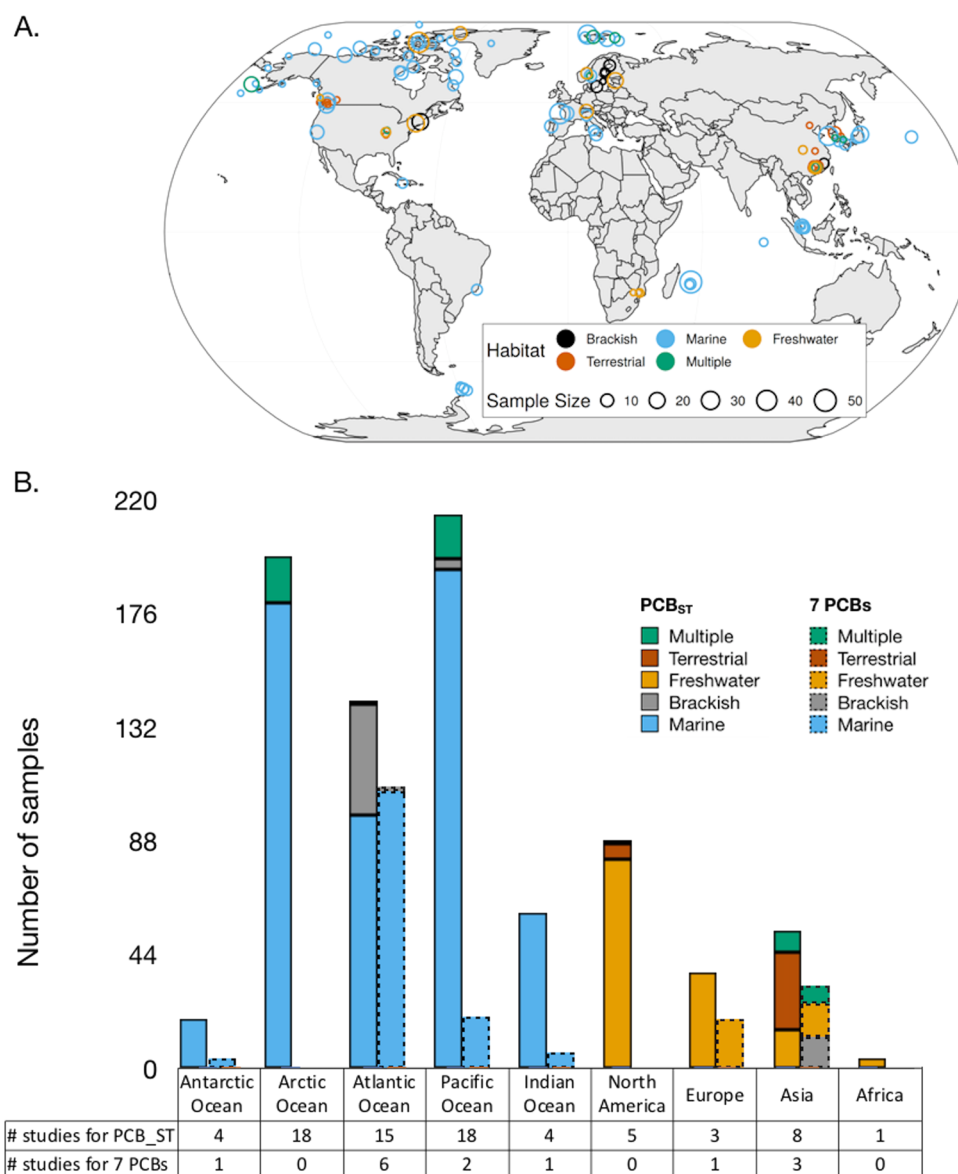 A.
Habitat
Brackish
Marine
Freshwater
Terrestrial
Multiple
Sample Size 10 20 30 40 50
B.
Number of samples
220
176
132
88
44
0
PCB_ST 7 PCBs
Multiple Multiple
Terrestrial Terrestrial
Freshwater Freshwater
Brackish Brackish
Marine Marine
Antarctic Ocean Arctic Ocean Atlantic Ocean Pacific Ocean Indian Ocean North America Europe Asia Africa
# studies for PCB_ST 4 18 15 18 4 5 3 8 1
# studies for 7 PCBs 1 0 6 2 1 0 1 3 0